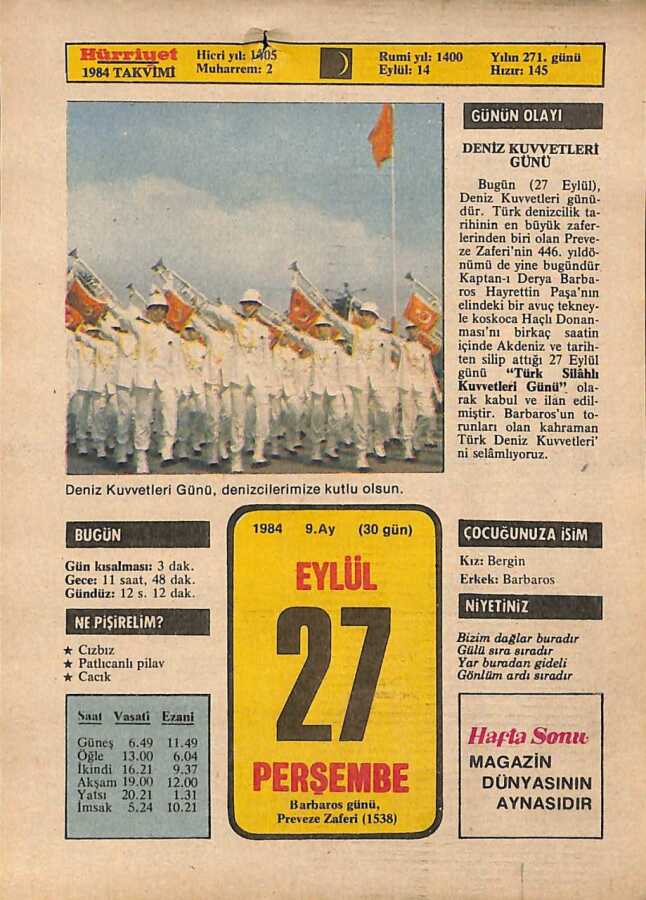 Hürriyet
1984 TAKVİMİ
Hicri yıl: 1405
Muharrem: 2
Rumi yıl: 1400
Eylül: 14
Yılın 271. günü
Hızır: 145
GÜNÜN OLAYI
DENİZ KUVVETLERİ
GÜNÜ
Bugün (27 Eylül),
Deniz Kuvvetleri günü-
dür. Türk denizcilik ta-
rihinin en büyük zafer-
lerinden biri olan Preve-
ze Zaferi'nin 446. yıldö-
nümü de yine bugündür
Kaptan-ı Derya Barba-
ros Hayrettin Paşa'nın
elindeki bir avuç tekney-
le koskoca Haçlı Donan-
ması'nı birkaç saatin
içinde Akdeniz ve tarih-
ten silip attığı 27 Eylül
günü "Türk Silâhlı
Kuvvetleri Günü" ola-
rak kabul ve ilân edil-
miştir. Barbaros'un to-
runları olan kahraman
Türk Deniz Kuvvetleri'
ni selâmlıyoruz.
Deniz Kuvvetleri Günü, denizcilerimize kutlu olsun.
BUGÜN
Gün kısalması: 3 dak.
Gece: 11 saat, 48 dak.
Gündüz: 12 s. 12 dak.
NE PİŞİRELİM?
★ Cızbız
★ Patlıcanlı pilav
★ Cacık
Saat Vasati Ezani
Güneş 6.49 11.49
Öğle 13.00 6.04
İkindi 16.21 9.37
Akşam 19.00 12.00
Yatsı 20.21 1.31
İmsak 5.24 10.21
1984 9.Ay (30 gün)
EYLÜL
27
PERŞEMBE
Barbaros günü,
Preveze Zaferi (1538)
ÇOCUĞUNUZA İSİM
Kız: Bergin
Erkek: Barbaros
NİYETİNİZ
Bizim dağlar buradır
Gülü sıra sıradır
Yar buradan gideli
Gönlüm ardı sıradır
Hafta Sonu
MAGAZİN
DÜNYASININ
AYNASIDIR